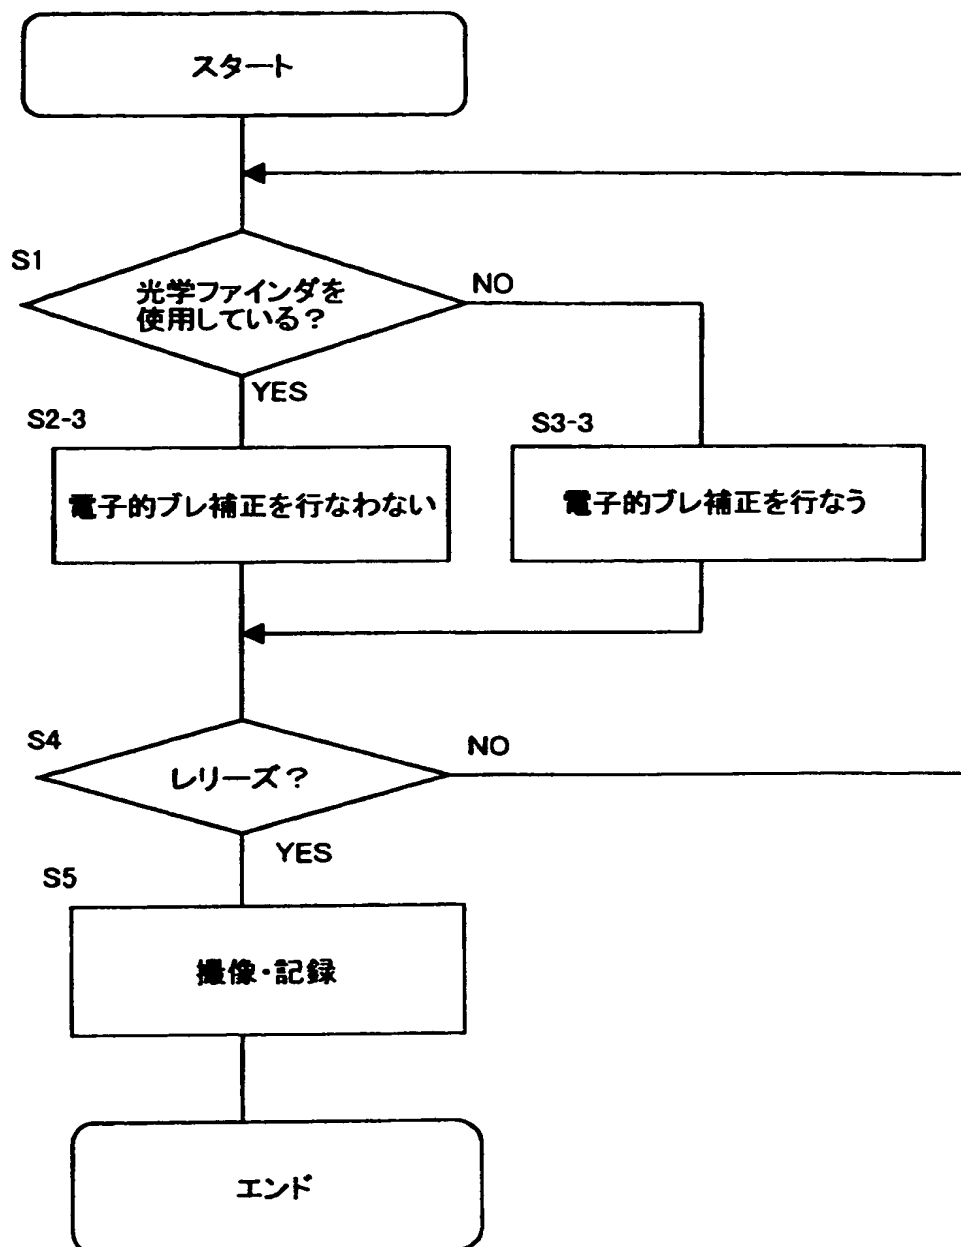 スタート
S1
光学ファインダを
使用している?
NO
YES
S2-3
S3-3
電子的ブレ補正を行なわない
電子的ブレ補正を行なう
S4
レリーズ?
NO
YES
S5
撮像・記録
エンド